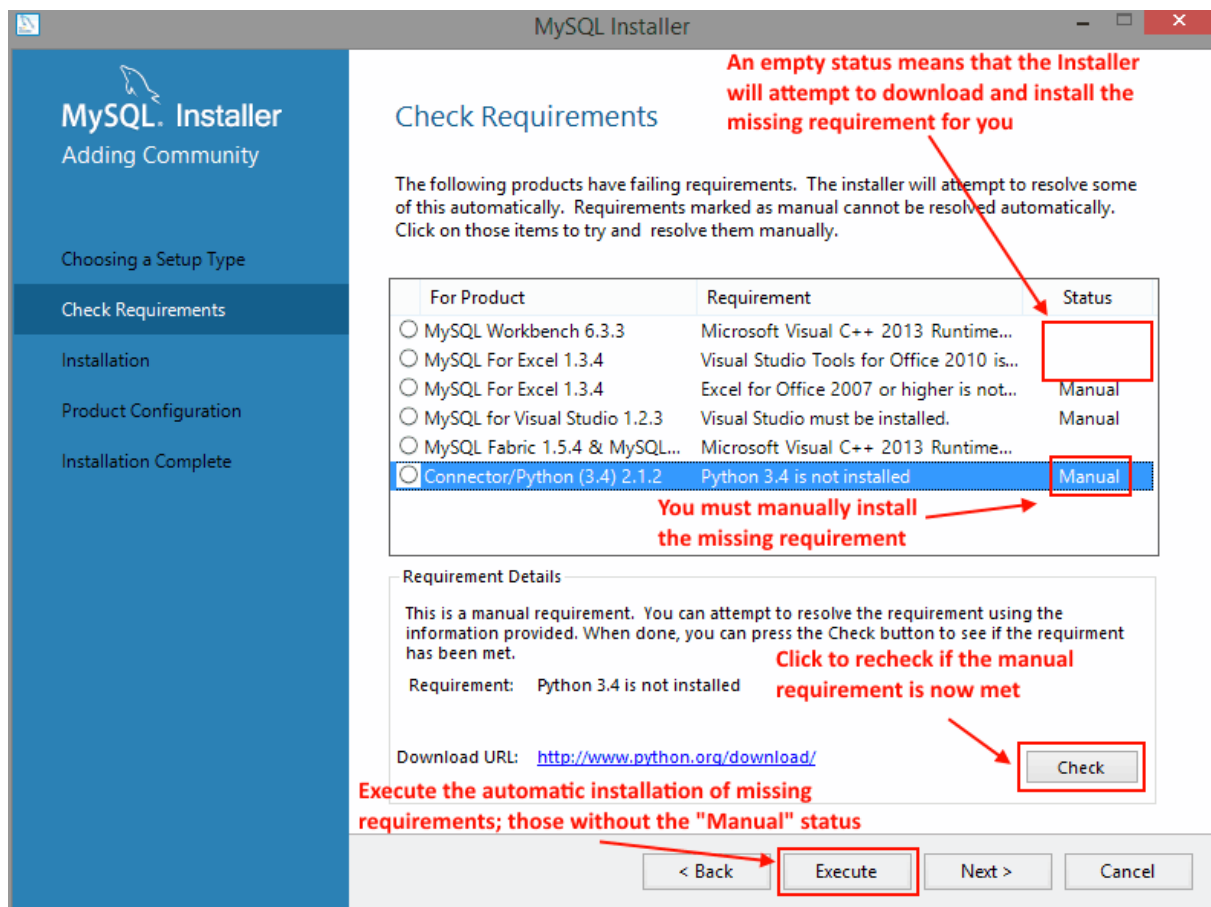 MySQL Installer
An empty status means that the Installer
will attempt to download and install the
missing requirement for you
MySQL. Installer
Adding Community
Choosing a Setup Type
Check Requirements
Installation
Product Configuration
Installation Complete
Check Requirements
The following products have failing requirements. The installer will attempt to resolve some
of this automatically. Requirements marked as manual cannot be resolved automatically.
Click on those items to try and resolve them manually.
For Product Requirement Status
MySQL Workbench 6.3.3 Microsoft Visual C++ 2013 Runtime...
MySQL For Excel 1.3.4 Visual Studio Tools for Office 2010 is...
MySQL For Excel 1.3.4 Excel for Office 2007 or higher is not... Manual
MySQL for Visual Studio 1.2.3 Visual Studio must be installed. Manual
MySQL Fabric 1.5.4 & MySQL... Microsoft Visual C++ 2013 Runtime...
Connector/Python (3.4) 2.1.2 Python 3.4 is not installed Manual
You must manually install
the missing requirement
Requirement Details
This is a manual requirement. You can attempt to resolve the requirement using the
information provided. When done, you can press the Check button to see if the requirment
has been met.
Click to recheck if the manual
requirement is now met
Requirement: Python 3.4 is not installed
Download URL: http://www.python.org/download/
Check
Execute the automatic installation of missing
requirements; those without the "Manual" status
< Back Execute Next > Cancel